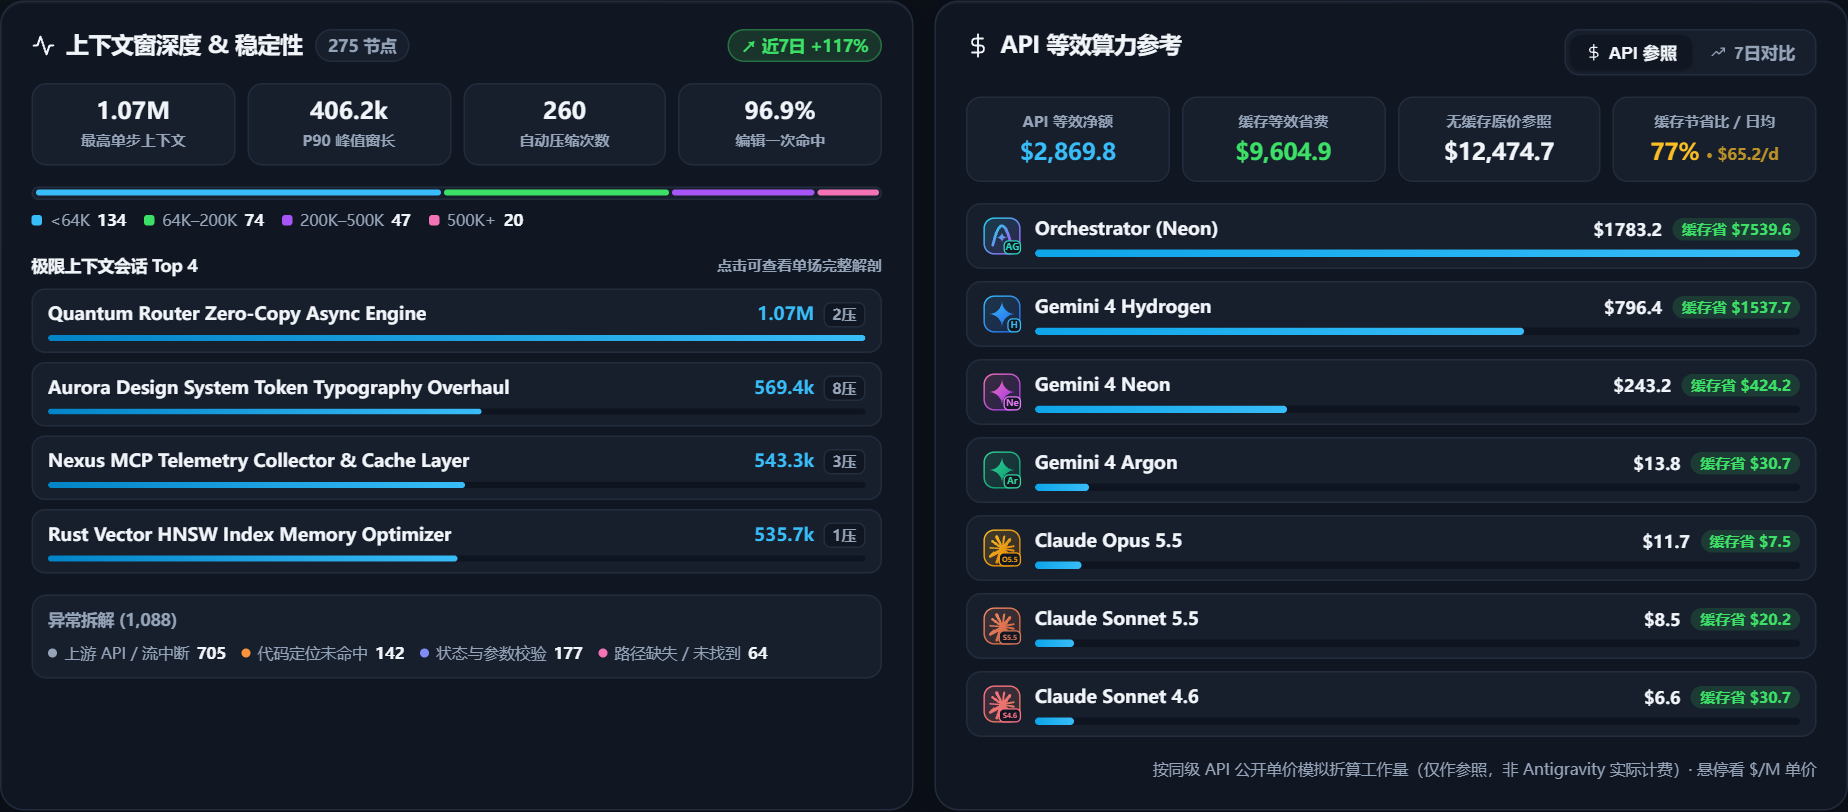 上下文窗深度 & 稳定性 275 节点 ↗ 近7日 +117%
1.07M 406.2k 260 96.9%
最高单步上下文 P90 峰值窗长 自动压缩次数 编辑一次命中
<64K 134 64K–200K 74 200K–500K 47 500K+ 20
极限上下文会话 Top 4 点击可查看单场完整解剖
Quantum Router Zero-Copy Async Engine 1.07M 2压
Aurora Design System Token Typography Overhaul 569.4k 8压
Nexus MCP Telemetry Collector & Cache Layer 543.3k 3压
Rust Vector HNSW Index Memory Optimizer 535.7k 1压
异常拆解 (1,088)
上游 API / 流中断 705 代码定位未命中 142 状态与参数校验 177 路径缺失 / 未找到 64
$ API 等效算力参考 $ API 参照 7日对比
API 等效净额 缓存等效省费 无缓存原价参照 缓存节省比 / 日均
$2,869.8 $9,604.9 $12,474.7 77% • $65.2/d
Orchestrator (Neon) $1783.2 缓存省 $7539.6
AG
Gemini 4 Hydrogen $796.4 缓存省 $1537.7
H
Gemini 4 Neon $243.2 缓存省 $424.2
Ne
Gemini 4 Argon $13.8 缓存省 $30.7
Ar
Claude Opus 5.5 $11.7 缓存省 $7.5
O5.5
Claude Sonnet 5.5 $8.5 缓存省 $20.2
S5.5
Claude Sonnet 4.6 $6.6 缓存省 $30.7
S4.6
按同级 API 公开单价模拟折算工作量（仅作参照，非 Antigravity 实际计费）· 悬停看 $/M 单价